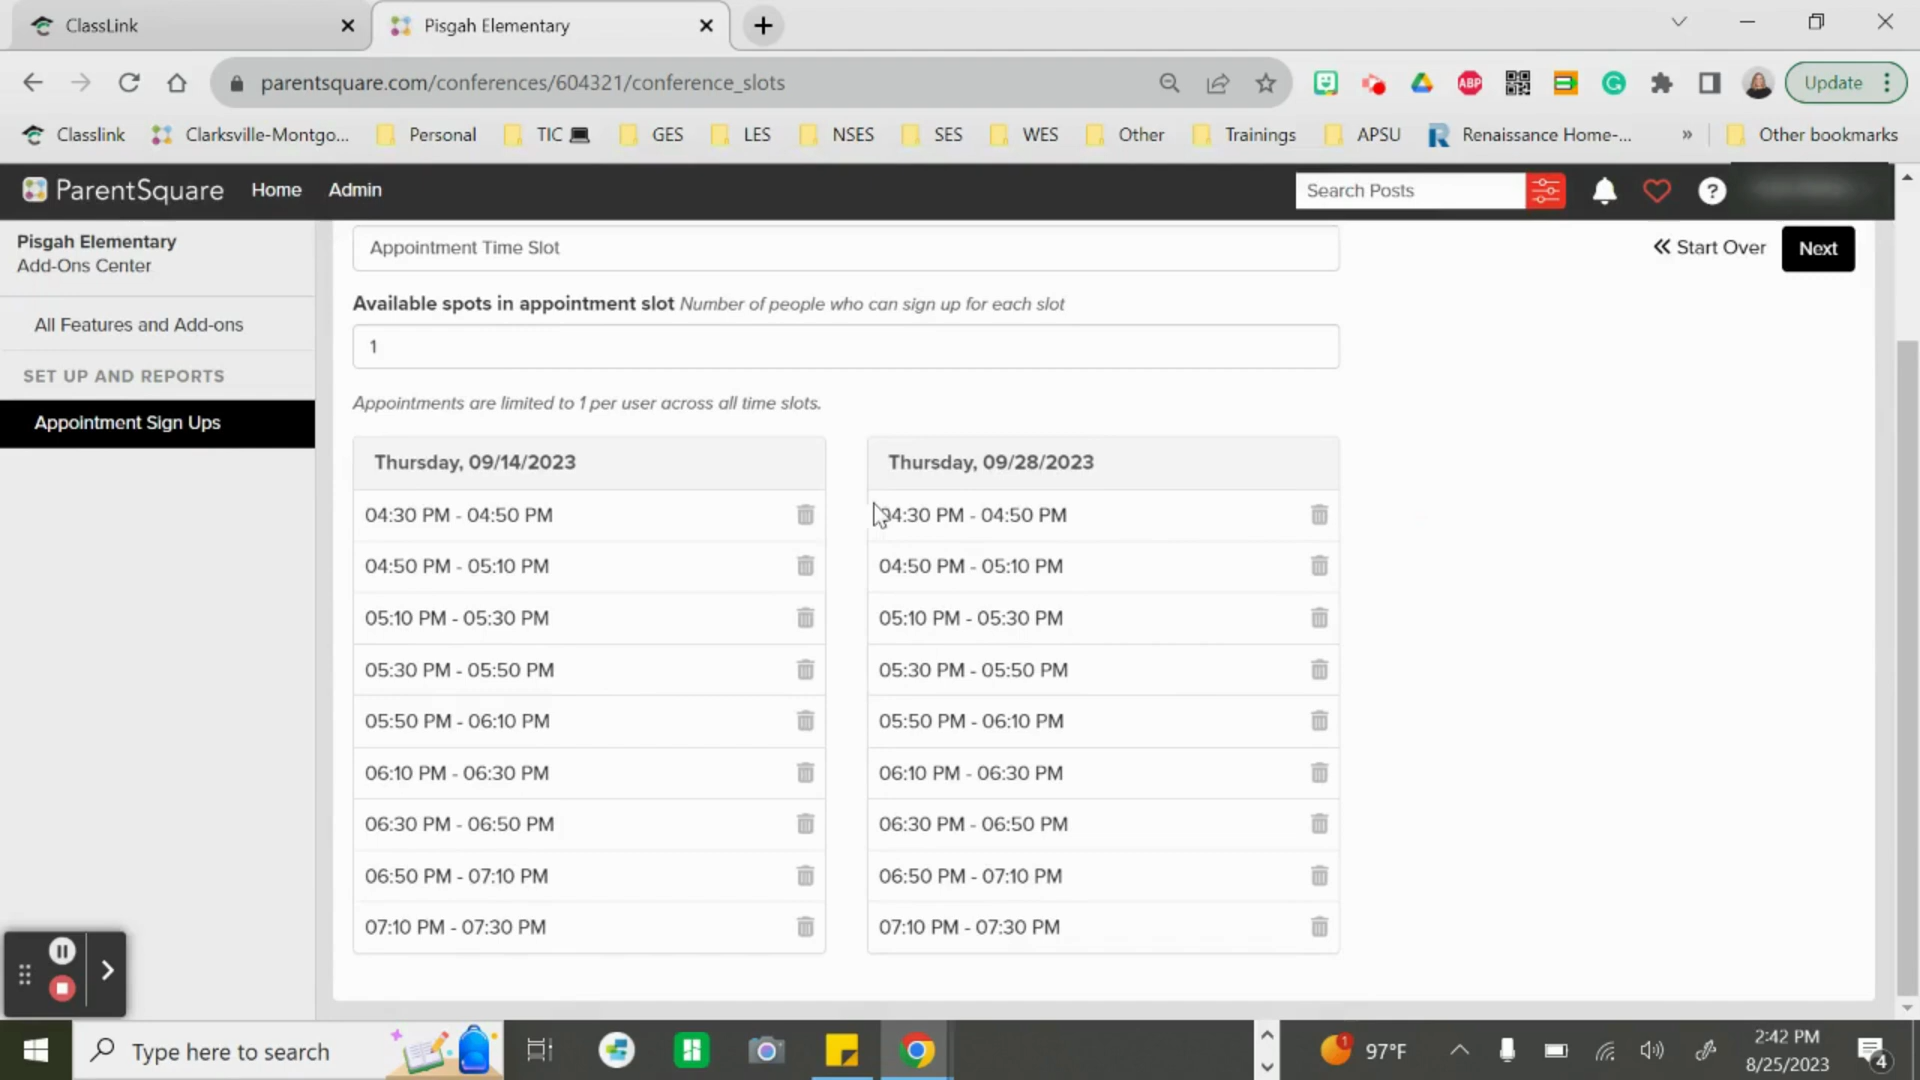 ClassLink
Pisgah Elementary
parentsquare.com/conferences/604321/conference_slots
ABP
Update
Classlink
Clarksville-Montgo...
Personal
TIC
GES
LES
NSES
SES
WES
Other
Trainings
APSU
Renaissance Home-...
»
Other bookmarks
ParentSquare
Home
Admin
Search Posts
?
Pisgah Elementary
Add-Ons Center
All Features and Add-ons
SET UP AND REPORTS
Appointment Sign Ups
Appointment Time Slot
« Start Over
Next
Available spots in appointment slot Number of people who can sign up for each slot
1
Appointments are limited to 1 per user across all time slots.
Thursday, 09/14/2023
04:30 PM - 04:50 PM
04:50 PM - 05:10 PM
05:10 PM - 05:30 PM
05:30 PM - 05:50 PM
05:50 PM - 06:10 PM
06:10 PM - 06:30 PM
06:30 PM - 06:50 PM
06:50 PM - 07:10 PM
07:10 PM - 07:30 PM
Thursday, 09/28/2023
04:30 PM - 04:50 PM
04:50 PM - 05:10 PM
05:10 PM - 05:30 PM
05:30 PM - 05:50 PM
05:50 PM - 06:10 PM
06:10 PM - 06:30 PM
06:30 PM - 06:50 PM
06:50 PM - 07:10 PM
07:10 PM - 07:30 PM
Type here to search
1
97°F
2:42 PM
8/25/2023
4